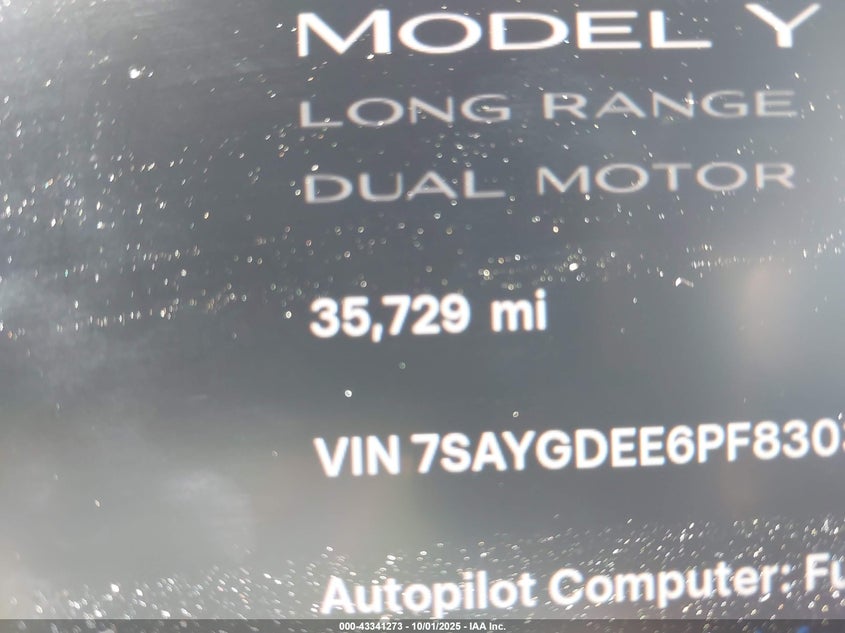 MODEL Y
LONG RANGE
DUAL MOTOR
35,729 mi
VIN 7SAYGDEE6PF830
Autopilot Computer: Fu
000-43341273 - 10/01/2025 - IAA Inc.